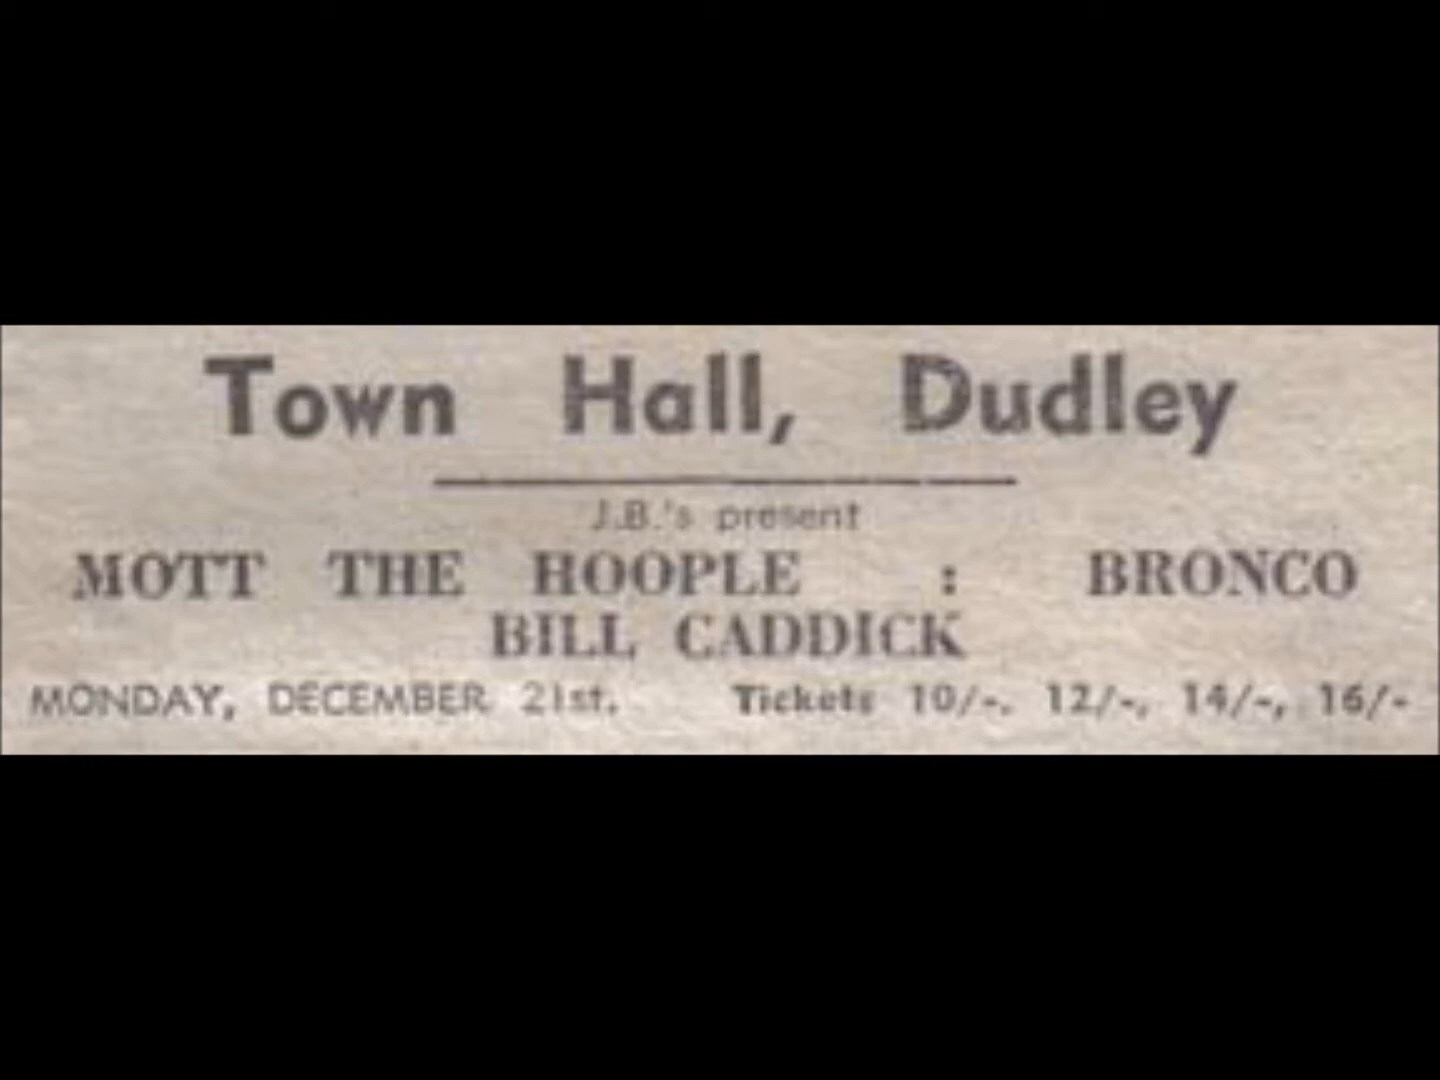 Town Hall, Dudley
J.B.'s present
MOTT THE HOOPLE : BRONCO
BILL CADDICK
MONDAY, DECEMBER 21st. Tickets 10/-. 12/-, 14/-, 16/-